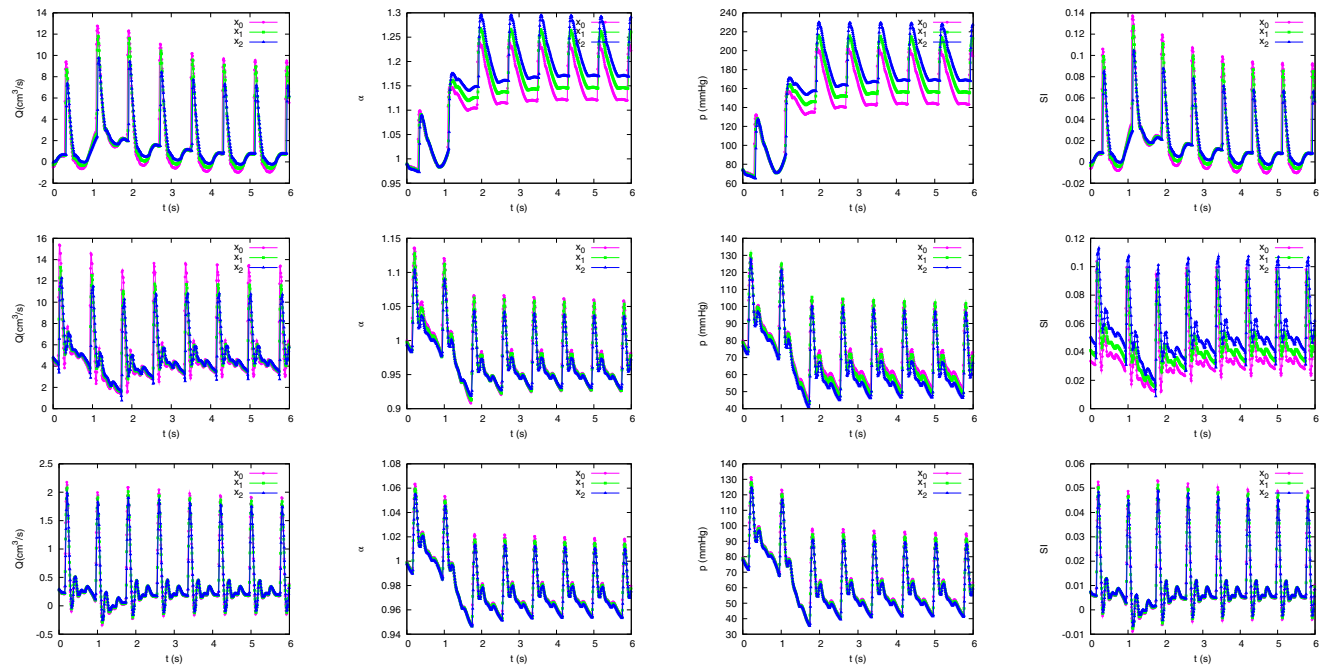 Q(cm³/s)
14
12
10
8
6
4
2
0
-2
x₀
x₁
x₂
0 1 2 3 4 5 6
t (s)
α
1.3
1.25
1.2
1.15
1.1
1.05
1
0.95
x₀
x₁
x₂
0 1 2 3 4 5 6
t (s)
p (mmHg)
240
220
200
180
160
140
120
100
80
60
x₀
x₁
x₂
0 1 2 3 4 5 6
t (s)
SI
0.14
0.12
0.1
0.08
0.06
0.04
0.02
0
-0.02
x₀
x₁
x₂
0 1 2 3 4 5 6
t (s)
Q(cm³/s)
16
14
12
10
8
6
4
2
0
x₀
x₁
x₂
0 1 2 3 4 5 6
t (s)
α
1.15
1.1
1.05
1
0.95
0.9
x₀
x₁
x₂
0 1 2 3 4 5 6
t (s)
p (mmHg)
140
130
120
110
100
90
80
70
60
50
40
x₀
x₁
x₂
0 1 2 3 4 5 6
t (s)
SI
0.12
0.1
0.08
0.06
0.04
0.02
0
x₀
x₁
x₂
0 1 2 3 4 5 6
t (s)
Q(cm³/s)
2.5
2
1.5
1
0.5
0
-0.5
x₀
x₁
x₂
0 1 2 3 4 5 6
t (s)
α
1.08
1.06
1.04
1.02
1
0.98
0.96
0.94
x₀
x₁
x₂
0 1 2 3 4 5 6
t (s)
p (mmHg)
140
130
120
110
100
90
80
70
60
50
40
30
x₀
x₁
x₂
0 1 2 3 4 5 6
t (s)
SI
0.06
0.05
0.04
0.03
0.02
0.01
0
-0.01
x₀
x₁
x₂
0 1 2 3 4 5 6
t (s)